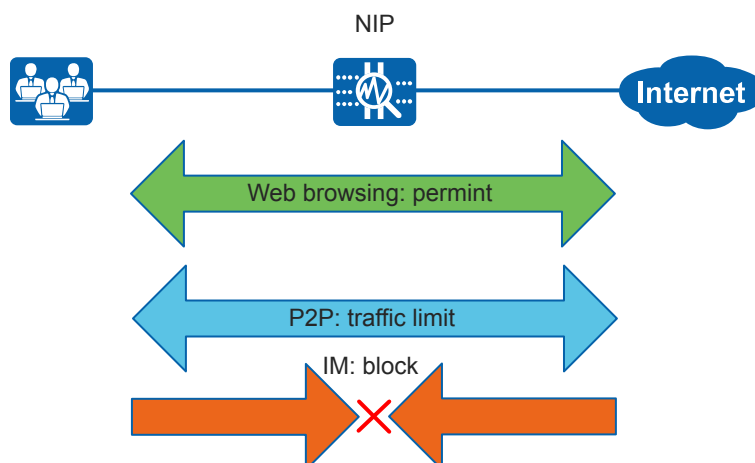 NIP
Internet
Web browsing: permint
P2P: traffic limit
IM: block